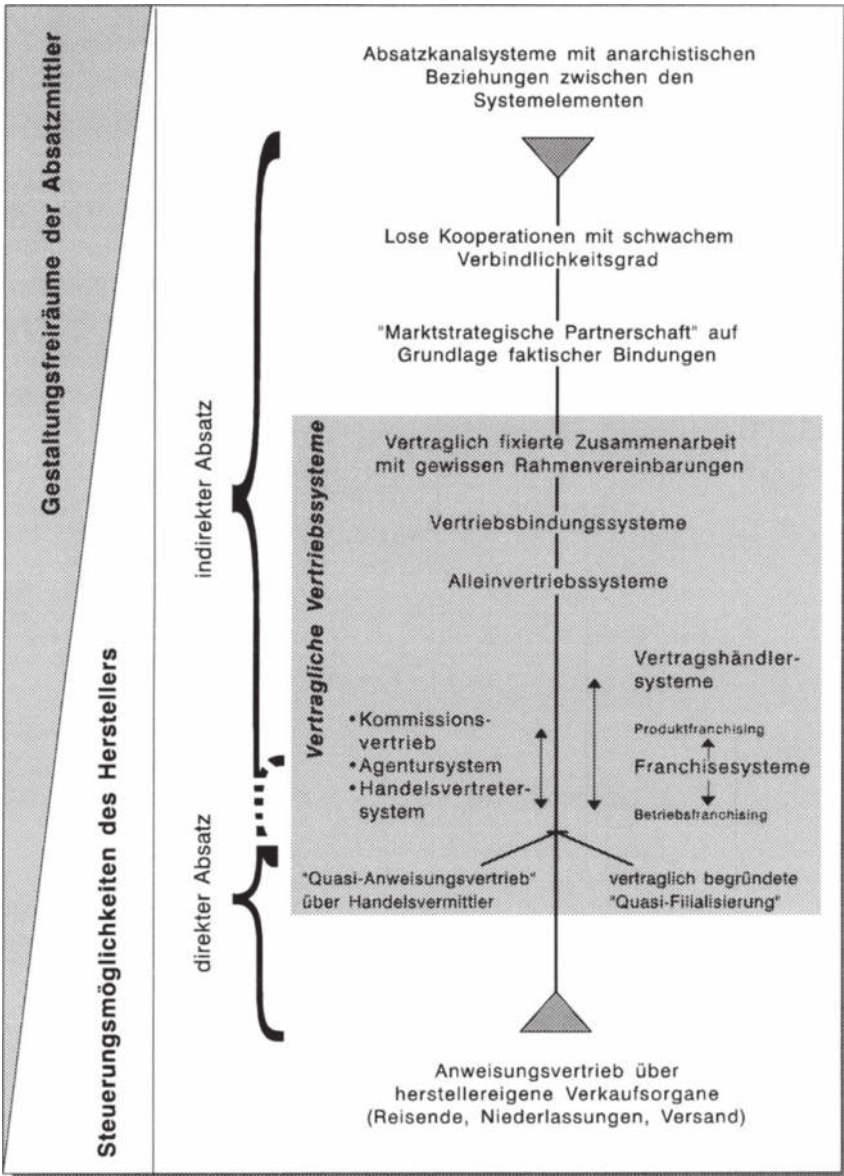 Gestaltungsfreiräume der Absatzmittler
Steuerungsmöglichkeiten des Herstellers
indirekter Absatz
direkter Absatz
Absatzkanalsysteme mit anarchistischen
Beziehungen zwischen den
Systemelementen
Lose Kooperationen mit schwachem
Verbindlichkeitsgrad
"Marktstrategische Partnerschaft" auf
Grundlage faktischer Bindungen
Vertragliche Vertriebssysteme
Vertraglich fixierte Zusammenarbeit
mit gewissen Rahmenvereinbarungen
Vertriebsbindungssysteme
Alleinvertriebssysteme
•Kommissions-
vertrieb
•Agentursystem
•Handelsvertreter-
system
Vertragshändler-
systeme
Produktfranchising
Franchisesysteme
Betriebsfranchising
"Quasi-Anweisungsvertrieb"
über Handelsvermittler
vertraglich begründete
"Quasi-Filialisierung"
Anweisungsvertrieb über
herstellereigene Verkaufsorgane
(Reisende, Niederlassungen, Versand)